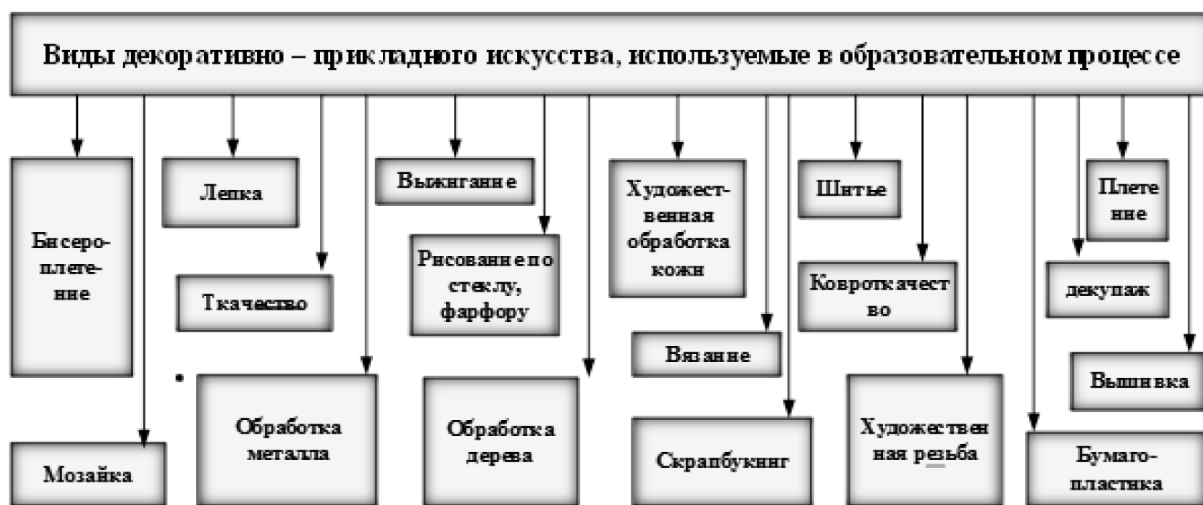 Виды декоративно – прикладного искусства, используемые в образовательном процессе
Бисеро-
плете-
ние
Мозайка
Лепка
Ткачество
Обработка
металла
Выжигание
Рисование по
стеклу,
фарфору
Обработка
дерева
Художест-
венная
обработка
кожи
Вязание
Скрапбукинг
Шитье
Ковроткачест
во
Художествен
ная резьба
Плете
ние
декупаж
Вышивка
Бумаго-
пластика